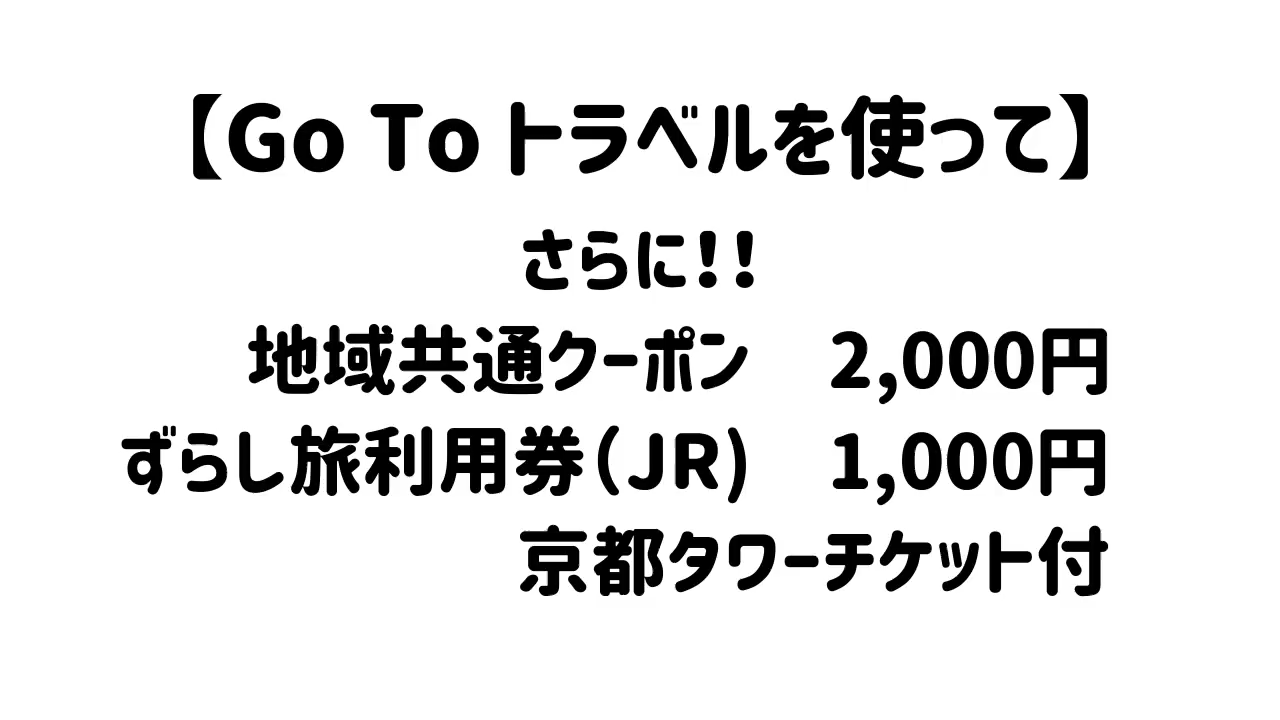 【Go Toトラベルを使って】
さらに！！
地域共通クーポン　2,000円
ずらし旅利用券（JR)　1,000円
京都タワーチケット付